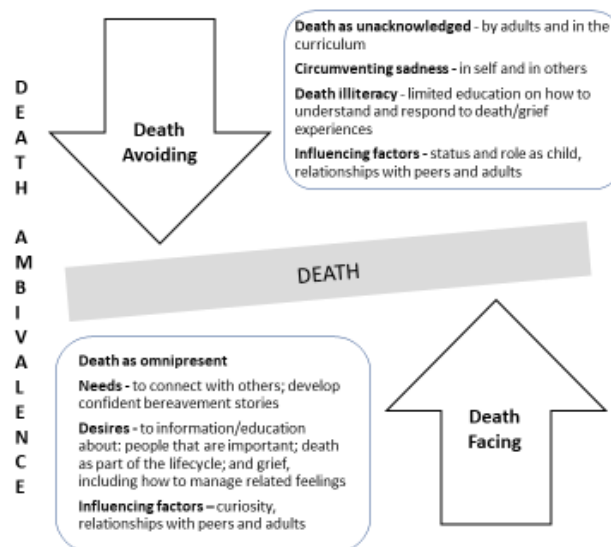 DEATH AMBIVALENCE
Death
Avoiding
Death as unacknowledged - by adults and in the
curriculum
Circumventing sadness - in self and in others
Death illiteracy - limited education on how to
understand and respond to death/grief
experiences
Influencing factors - status and role as child,
relationships with peers and adults
DEATH
Death as omnipresent
Needs - to connect with others; develop
confident bereavement stories
Desires - to information/education
about: people that are important; death
as part of the lifecycle; and grief,
including how to manage related feelings
Influencing factors – curiosity,
relationships with peers and adults
Death
Facing